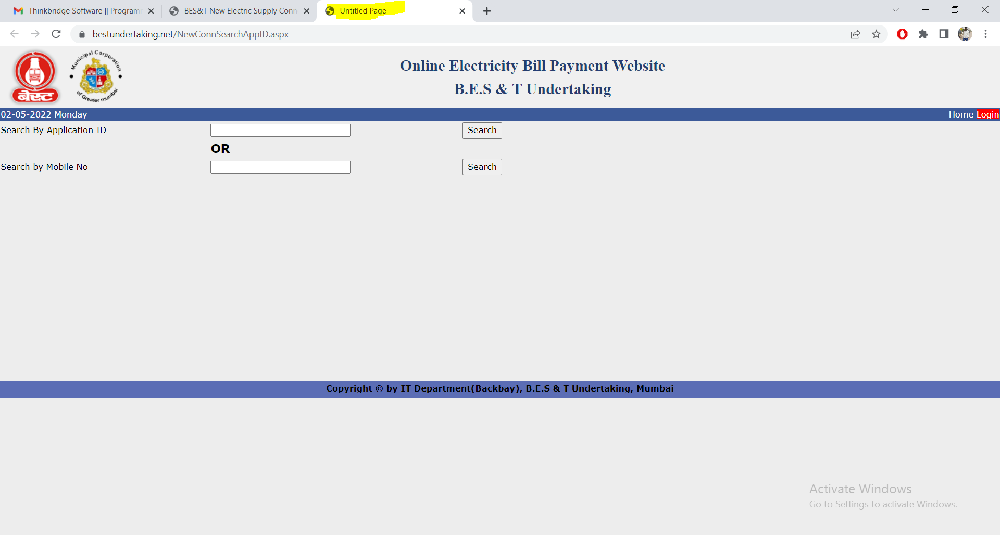 Thinkbridge Software || Program
BES&T New Electric Supply Conn
Untitled Page
bestundertaking.net/NewConnSearchAppID.aspx
बेस्ट
Municipal Corporation
of Greater mumbai
Online Electricity Bill Payment Website
B.E.S & T Undertaking
02-05-2022 Monday
Home Login
Search By Application ID
Search
OR
Search by Mobile No
Search
Copyright © by IT Department(Backbay), B.E.S & T Undertaking, Mumbai
Activate Windows
Go to Settings to activate Windows.